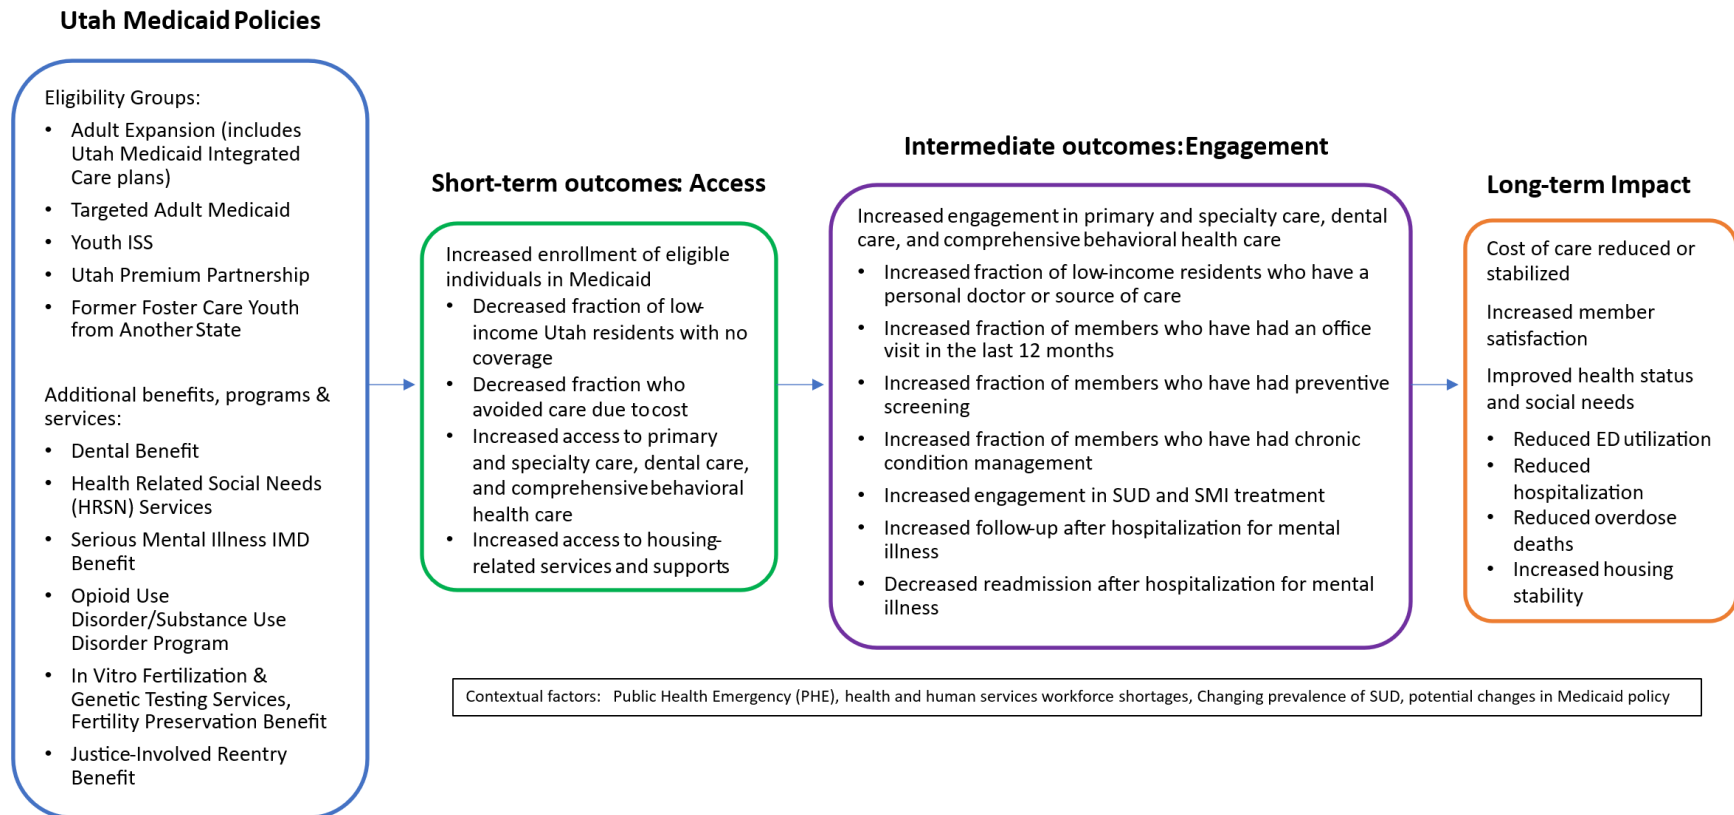 Utah Medicaid Policies
Eligibility Groups:
• Adult Expansion (includes
Utah Medicaid Integrated
Care plans)
• Targeted Adult Medicaid
• Youth ISS
• Utah Premium Partnership
• Former Foster Care Youth
from Another State
Additional benefits, programs &
services:
• Dental Benefit
• Health Related Social Needs
(HRSN) Services
• Serious Mental Illness IMD
Benefit
• Opioid Use
Disorder/Substance Use
Disorder Program
• In Vitro Fertilization &
Genetic Testing Services,
Fertility Preservation Benefit
• Justice-Involved Reentry
Benefit
Short-term outcomes: Access
Increased enrollment of eligible
individuals in Medicaid
• Decreased fraction of low-
income Utah residents with no
coverage
• Decreased fraction who
avoided care due to cost
• Increased access to primary
and specialty care, dental care,
and comprehensive behavioral
health care
• Increased access to housing-
related services and supports
Intermediate outcomes: Engagement
Increased engagement in primary and specialty care, dental
care, and comprehensive behavioral health care
• Increased fraction of low-income residents who have a
personal doctor or source of care
• Increased fraction of members who have had an office
visit in the last 12 months
• Increased fraction of members who have had preventive
screening
• Increased fraction of members who have had chronic
condition management
• Increased engagement in SUD and SMI treatment
• Increased follow-up after hospitalization for mental
illness
• Decreased readmission after hospitalization for mental
illness
Long-term Impact
Cost of care reduced or
stabilized
Increased member
satisfaction
Improved health status
and social needs
• Reduced ED utilization
• Reduced
hospitalization
• Reduced overdose
deaths
• Increased housing
stability
Contextual factors: Public Health Emergency (PHE), health and human services workforce shortages, Changing prevalence of SUD, potential changes in Medicaid policy